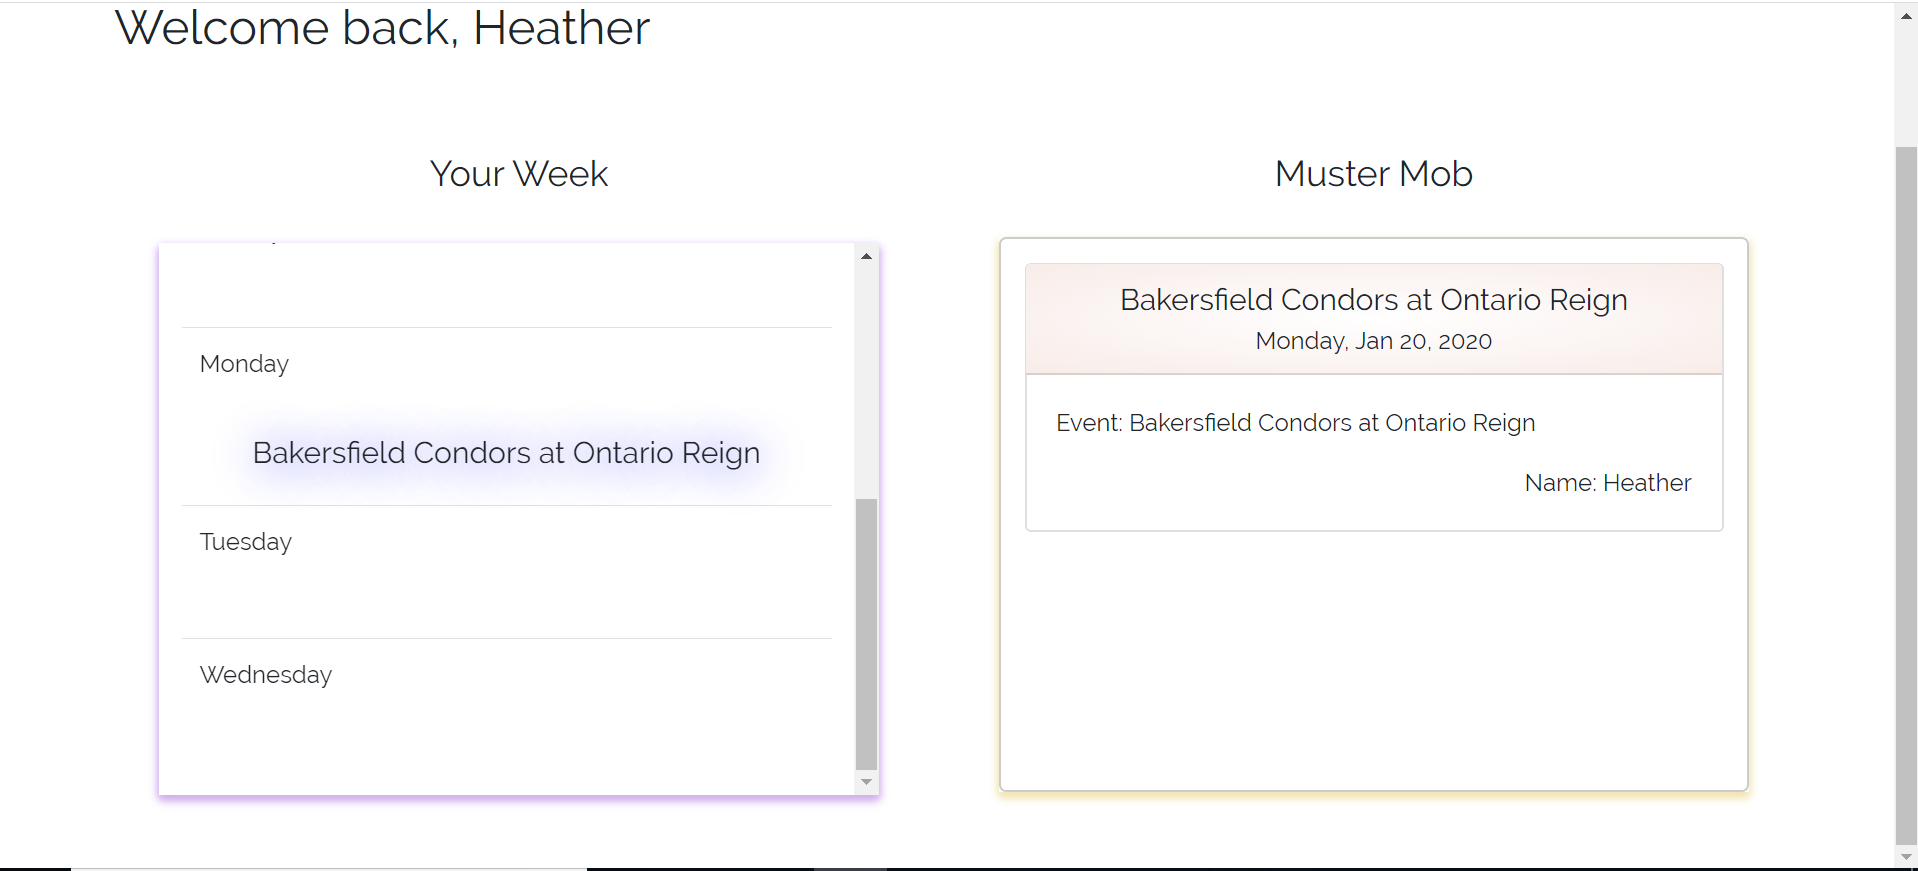 Welcome back, Heather
Your Week
Monday
Bakersfield Condors at Ontario Reign
Tuesday
Wednesday
Muster Mob
Bakersfield Condors at Ontario Reign
Monday, Jan 20, 2020
Event: Bakersfield Condors at Ontario Reign
Name: Heather